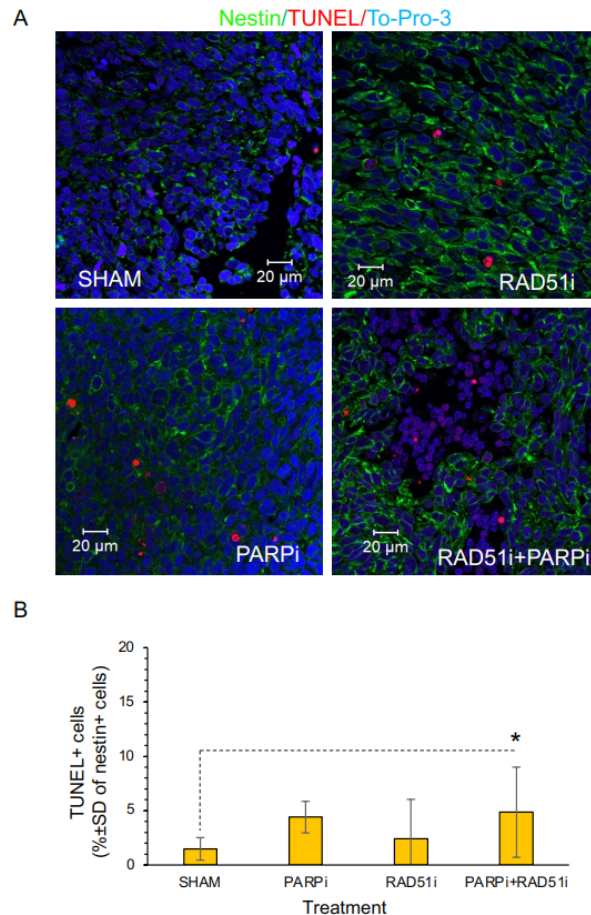 A
Nestin/TUNEL/To-Pro-3
SHAM
20 µm
20 µm
RAD51i
20 µm
PARPi
20 µm
RAD51i+PARPi
B
TUNEL+ cells
(%±SD of nestin+ cells)
20
15
10
5
0
*
SHAM
PARPi
RAD51i
PARPi+RAD51i
Treatment